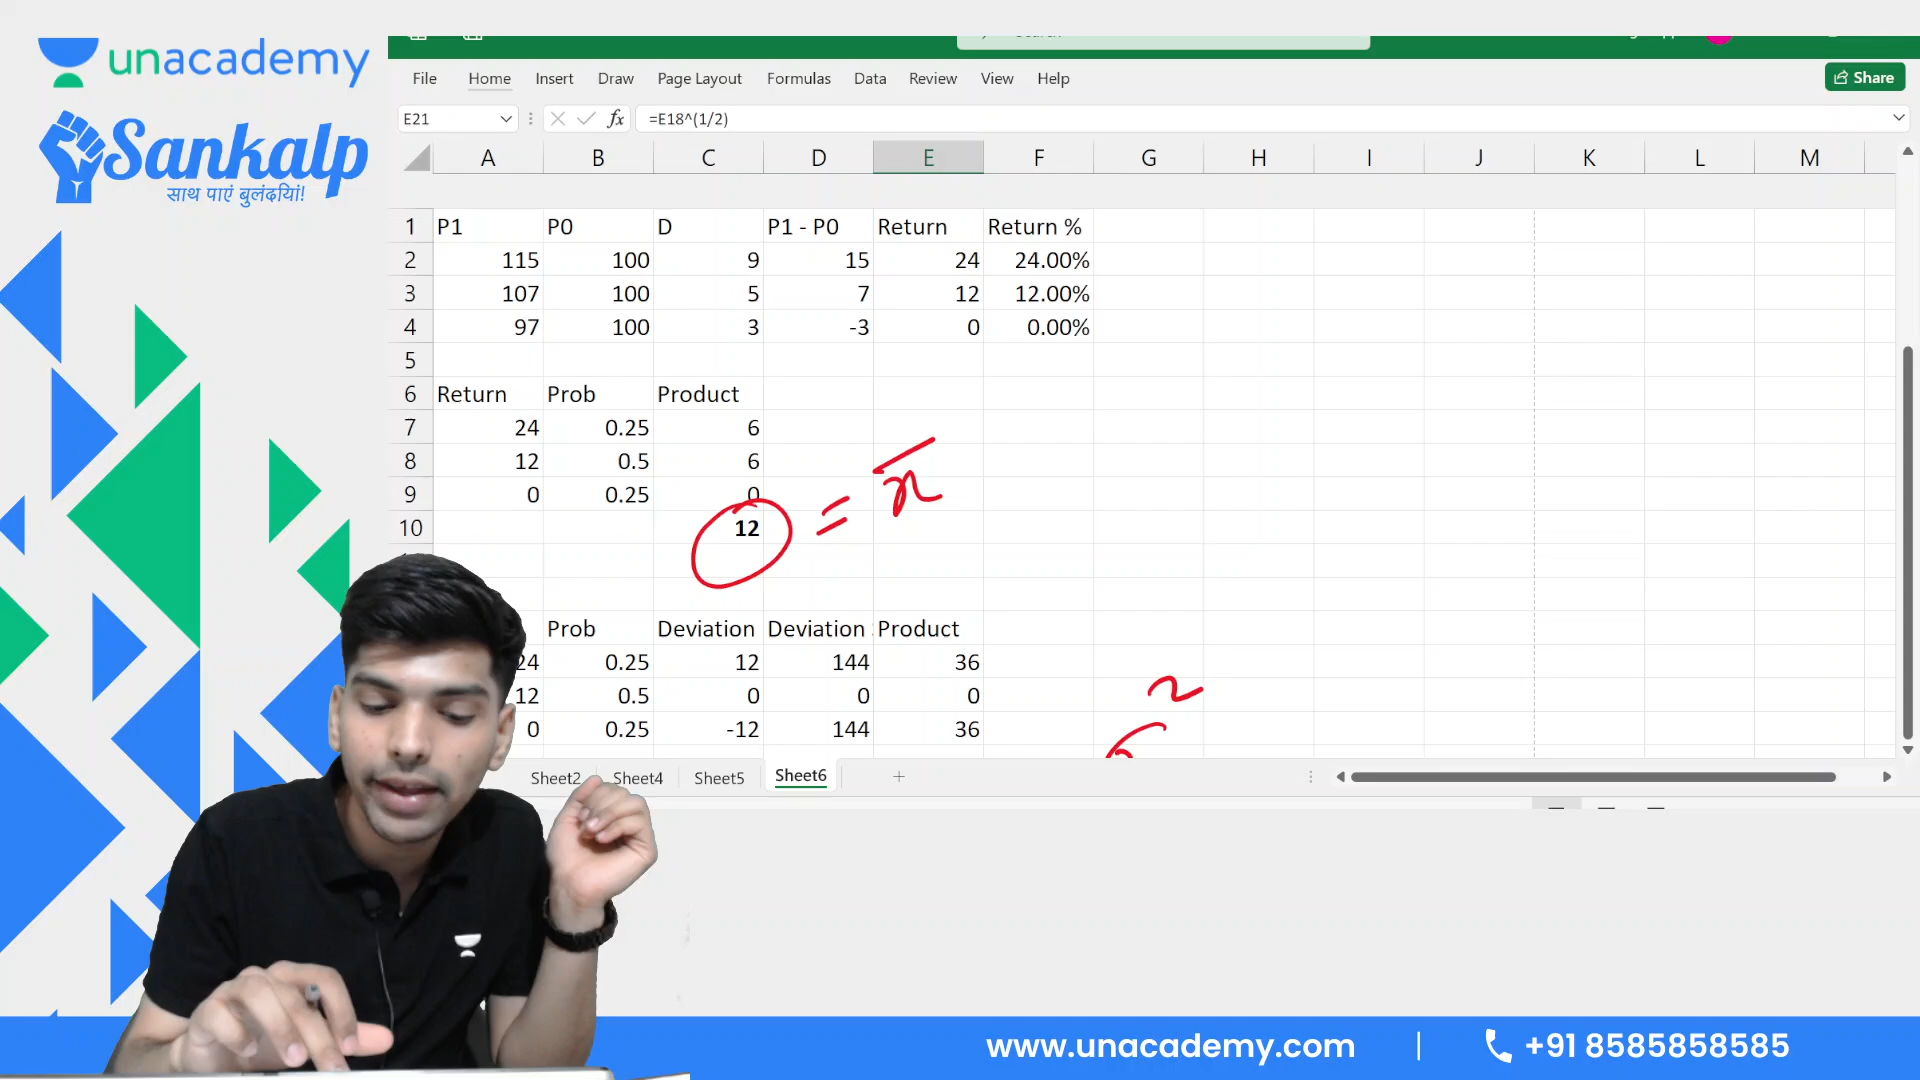 unacademy
Sankalp
साथ पाएं बुलंदियां!
File Home Insert Draw Page Layout Formulas Data Review View Help Share
E21 fx =E18^(1/2)
A B C D E F G H I J K L M
1 P1 P0 D P1 - P0 Return Return %
2 115 100 9 15 24 24.00%
3 107 100 5 7 12 12.00%
4 97 100 3 -3 0 0.00%
5
6 Return Prob Product
7 24 0.25 6
8 12 0.5 6
9 0 0.25 0
10 12 = x̄
Prob Deviation Deviation Product
24 0.25 12 144 36
12 0.5 0 0 0
0 0.25 -12 144 36
2
Sheet2 Sheet4 Sheet5 Sheet6 +
www.unacademy.com | +91 8585858585